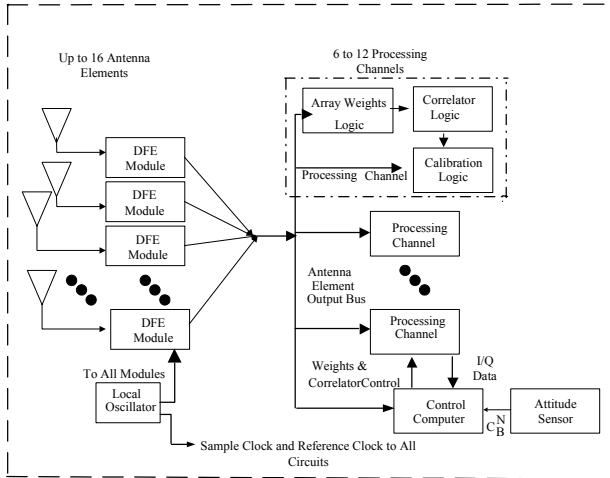 Up to 16 Antenna
Elements
6 to 12 Processing
Channels
Array Weights
Logic
Correlator
Logic
DFE
Module
Processing Channel
Calibration
Logic
DFE
Module
DFE
Module
Processing
Channel
Antenna
Element
Output Bus
DFE
Module
Processing
Channel
To All Modules
Weights &
CorrelatorControl
I/Q
Data
Local
Oscillator
Control
Computer
C N B
Attitude
Sensor
Sample Clock and Reference Clock to All
Circuits